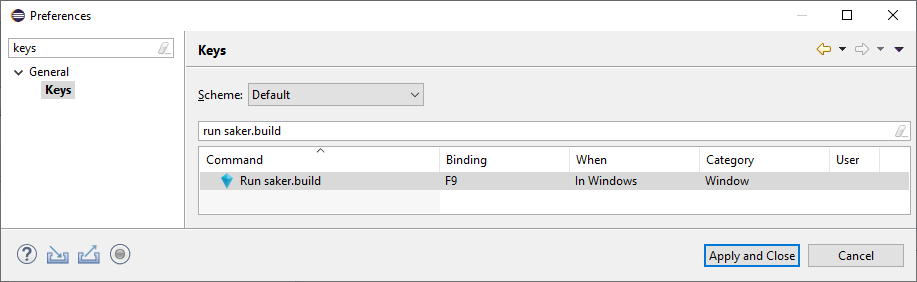 Preferences
keys
General
Keys
Keys
Scheme: Default
run saker.build
Command Binding When Category User
Run saker.build F9 In Windows Window
? Apply and Close Cancel